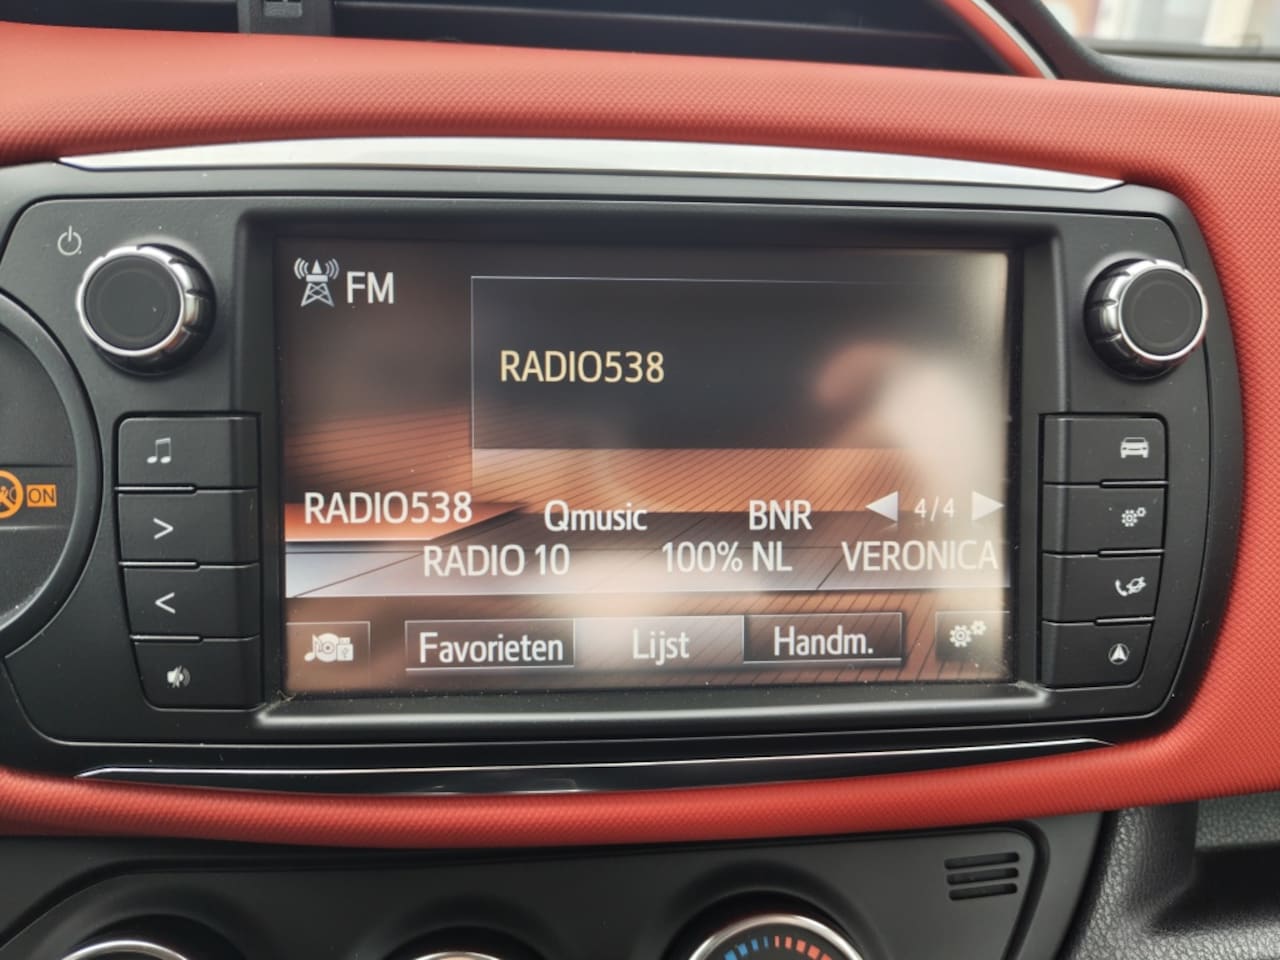 FM
RADIO538
RADIO538 Qmusic BNR 4/4
RADIO 10 100% NL VERONICA
Favorieten Lijst Handm.
ON